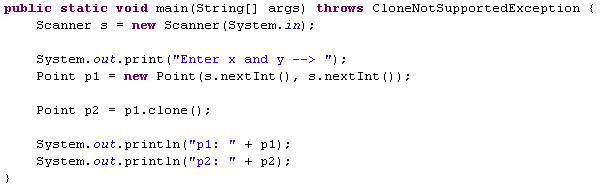 public static void main(String[] args) throws CloneNotSupportedException {
    Scanner s = new Scanner(System.in);
    System.out.print("Enter x and y --> ");
    Point p1 = new Point(s.nextInt(), s.nextInt());
    Point p2 = p1.clone();
    System.out.println("p1: " + p1);
    System.out.println("p2: " + p2);
}